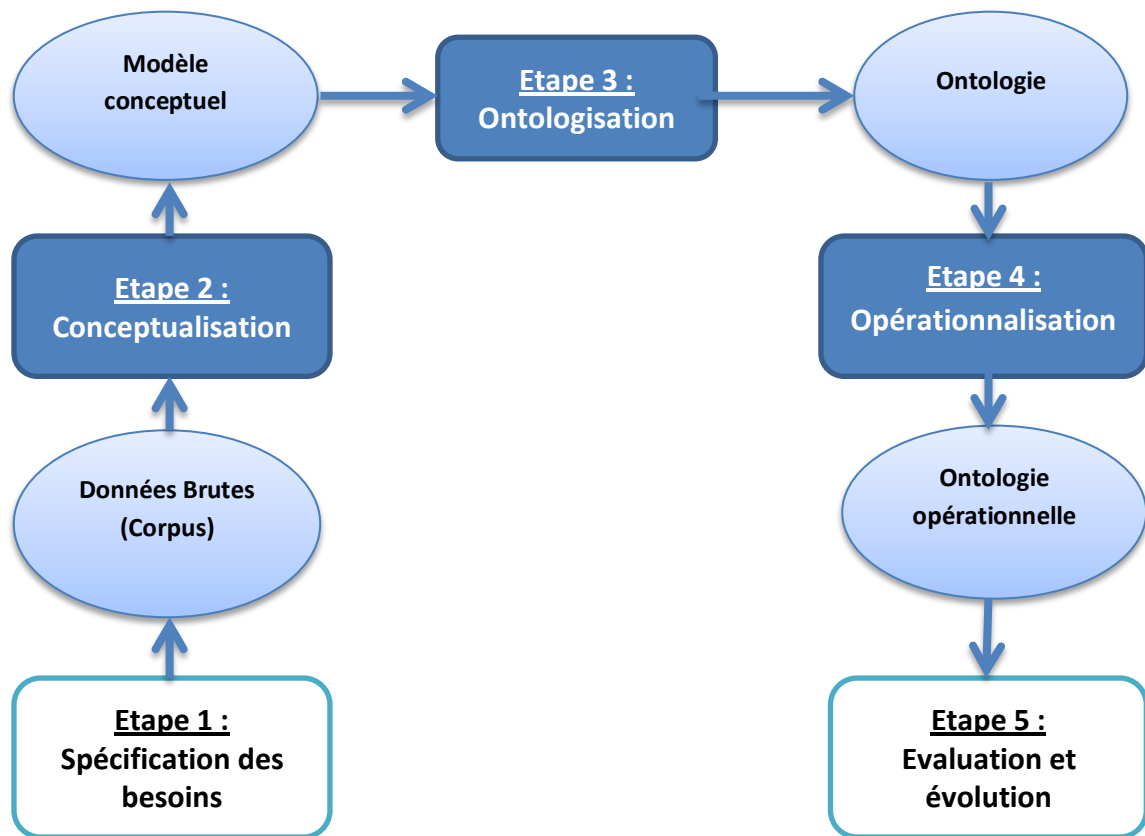 Modèle
conceptuel
Etape 3 :
Ontologisation
Ontologie
Etape 2 :
Conceptualisation
Etape 4 :
Opérationnalisation
Données Brutes
(Corpus)
Ontologie
opérationnelle
Etape 1 :
Spécification des
besoins
Etape 5 :
Evaluation et
évolution